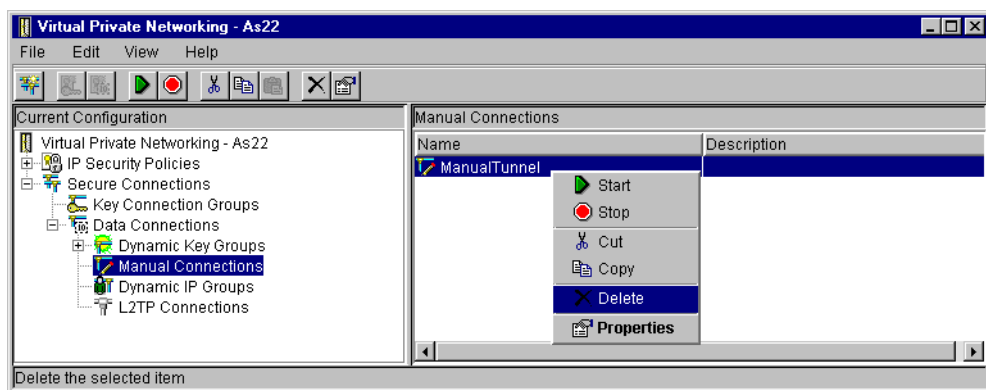 Virtual Private Networking - As22
File Edit View Help
Current Configuration
Virtual Private Networking - As22
IP Security Policies
Secure Connections
Key Connection Groups
Data Connections
Dynamic Key Groups
Manual Connections
Dynamic IP Groups
L2TP Connections
Manual Connections
Name Description
ManualTunnel
Start
Stop
Cut
Copy
Delete
Properties
Delete the selected item